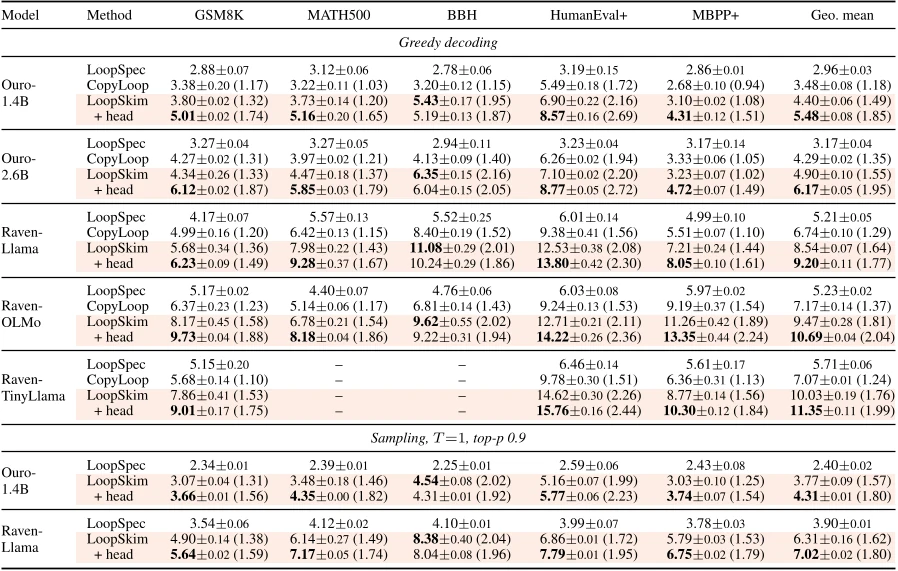 Model Method GSM8K MATH500 BBH HumanEval+ MBPP+ Geo. mean
Greedy decoding
LoopSpec 2.88±0.07 3.12±0.06 2.78±0.06 3.19±0.15 2.86±0.01 2.96±0.03
Ouro- CopyLoop 3.38±0.20 (1.17) 3.22±0.11 (1.03) 3.20±0.12 (1.15) 5.49±0.18 (1.72) 2.68±0.10 (0.94) 3.48±0.08 (1.18)
1.4B LoopSkim 3.80±0.02 (1.32) 3.73±0.14 (1.20) 5.43±0.17 (1.95) 6.90±0.22 (2.16) 3.10±0.02 (1.08) 4.40±0.06 (1.49)
+ head 5.01±0.02 (1.74) 5.16±0.20 (1.65) 5.19±0.13 (1.87) 8.57±0.16 (2.69) 4.31±0.12 (1.51) 5.48±0.08 (1.85)
LoopSpec 3.27±0.04 3.27±0.05 2.94±0.11 3.23±0.04 3.17±0.14 3.17±0.04
Ouro- CopyLoop 4.27±0.02 (1.31) 3.97±0.02 (1.21) 4.13±0.09 (1.40) 6.26±0.02 (1.94) 3.33±0.06 (1.05) 4.29±0.02 (1.35)
2.6B LoopSkim 4.34±0.26 (1.33) 4.47±0.18 (1.37) 6.35±0.15 (2.16) 7.10±0.02 (2.20) 3.23±0.07 (1.02) 4.90±0.10 (1.55)
+ head 6.12±0.02 (1.87) 5.85±0.03 (1.79) 6.04±0.15 (2.05) 8.77±0.05 (2.72) 4.72±0.07 (1.49) 6.17±0.05 (1.95)
LoopSpec 4.17±0.07 5.57±0.13 5.52±0.25 6.01±0.14 4.99±0.10 5.21±0.05
Raven- CopyLoop 4.99±0.16 (1.20) 6.42±0.13 (1.15) 8.40±0.19 (1.52) 9.38±0.41 (1.56) 5.51±0.07 (1.10) 6.74±0.10 (1.29)
Llama LoopSkim 5.68±0.34 (1.36) 7.98±0.22 (1.43) 11.08±0.29 (2.01) 12.53±0.38 (2.08) 7.21±0.24 (1.44) 8.54±0.07 (1.64)
+ head 6.23±0.09 (1.49) 9.28±0.37 (1.67) 10.24±0.29 (1.86) 13.80±0.42 (2.30) 8.05±0.10 (1.61) 9.20±0.11 (1.77)
LoopSpec 5.17±0.02 4.40±0.07 4.76±0.06 6.03±0.08 5.97±0.02 5.23±0.02
Raven- CopyLoop 6.37±0.23 (1.23) 5.14±0.06 (1.17) 6.81±0.14 (1.43) 9.24±0.13 (1.53) 9.19±0.37 (1.54) 7.17±0.14 (1.37)
OLMo LoopSkim 8.17±0.45 (1.58) 6.78±0.21 (1.54) 9.62±0.55 (2.02) 12.71±0.21 (2.11) 11.26±0.42 (1.89) 9.47±0.28 (1.81)
+ head 9.73±0.04 (1.88) 8.18±0.04 (1.86) 9.22±0.31 (1.94) 14.22±0.26 (2.36) 13.35±0.44 (2.24) 10.69±0.04 (2.04)
LoopSpec 5.15±0.20 – – 6.46±0.14 5.61±0.17 5.71±0.06
Raven- CopyLoop 5.68±0.14 (1.10) – – 9.78±0.30 (1.51) 6.36±0.31 (1.13) 7.07±0.01 (1.24)
TinyLlama LoopSkim 7.86±0.41 (1.53) – – 14.62±0.30 (2.26) 8.77±0.14 (1.56) 10.03±0.19 (1.76)
+ head 9.01±0.17 (1.75) – – 15.76±0.16 (2.44) 10.30±0.12 (1.84) 11.35±0.11 (1.99)
Sampling, T=1, top-p 0.9
Ouro- LoopSpec 2.34±0.01 2.39±0.01 2.25±0.01 2.59±0.06 2.43±0.08 2.40±0.02
1.4B LoopSkim 3.07±0.04 (1.31) 3.48±0.18 (1.46) 4.54±0.08 (2.02) 5.16±0.07 (1.99) 3.03±0.10 (1.25) 3.77±0.09 (1.57)
+ head 3.66±0.01 (1.56) 4.35±0.00 (1.82) 4.31±0.01 (1.92) 5.77±0.06 (2.23) 3.74±0.07 (1.54) 4.31±0.01 (1.80)
Raven- LoopSpec 3.54±0.06 4.12±0.02 4.10±0.01 3.99±0.07 3.78±0.03 3.90±0.01
Llama LoopSkim 4.90±0.14 (1.38) 6.14±0.27 (1.49) 8.38±0.40 (2.04) 6.86±0.01 (1.72) 5.79±0.03 (1.53) 6.31±0.16 (1.62)
+ head 5.64±0.02 (1.59) 7.17±0.05 (1.74) 8.04±0.08 (1.96) 7.79±0.01 (1.95) 6.75±0.02 (1.79) 7.02±0.02 (1.80)